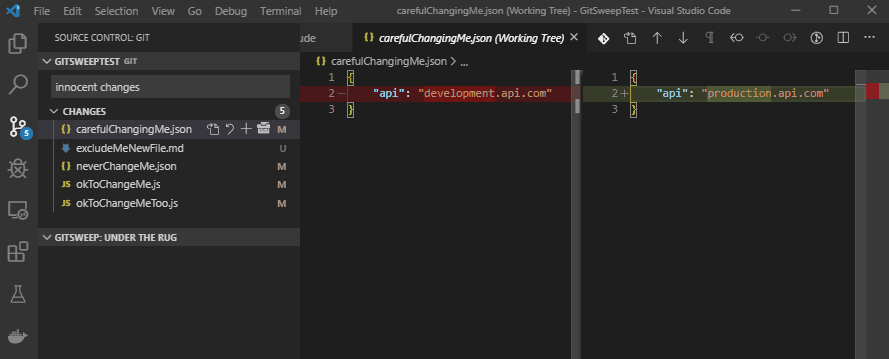 File Edit Selection View Go Debug Terminal Help carefulChangingMe.json (Working Tree) - GitSweepTest - Visual Studio Code
SOURCE CONTROL: GIT
GITSWEEPTEST GIT
innocent changes
CHANGES 5
carefulChangingMe.json M
excludeMeNewFile.md U
neverChangeMe.json M
okToChangeMe.js M
JS
okToChangeMeToo.js M
JS
GITSWEEP: UNDER THE RUG
5
ude
carefulChangingMe.json (Working Tree)
carefulChangingMe.json > ...
1 {
2 "api": "development.api.com"
3 }
1 {
2+ "api": "production.api.com"
3 }